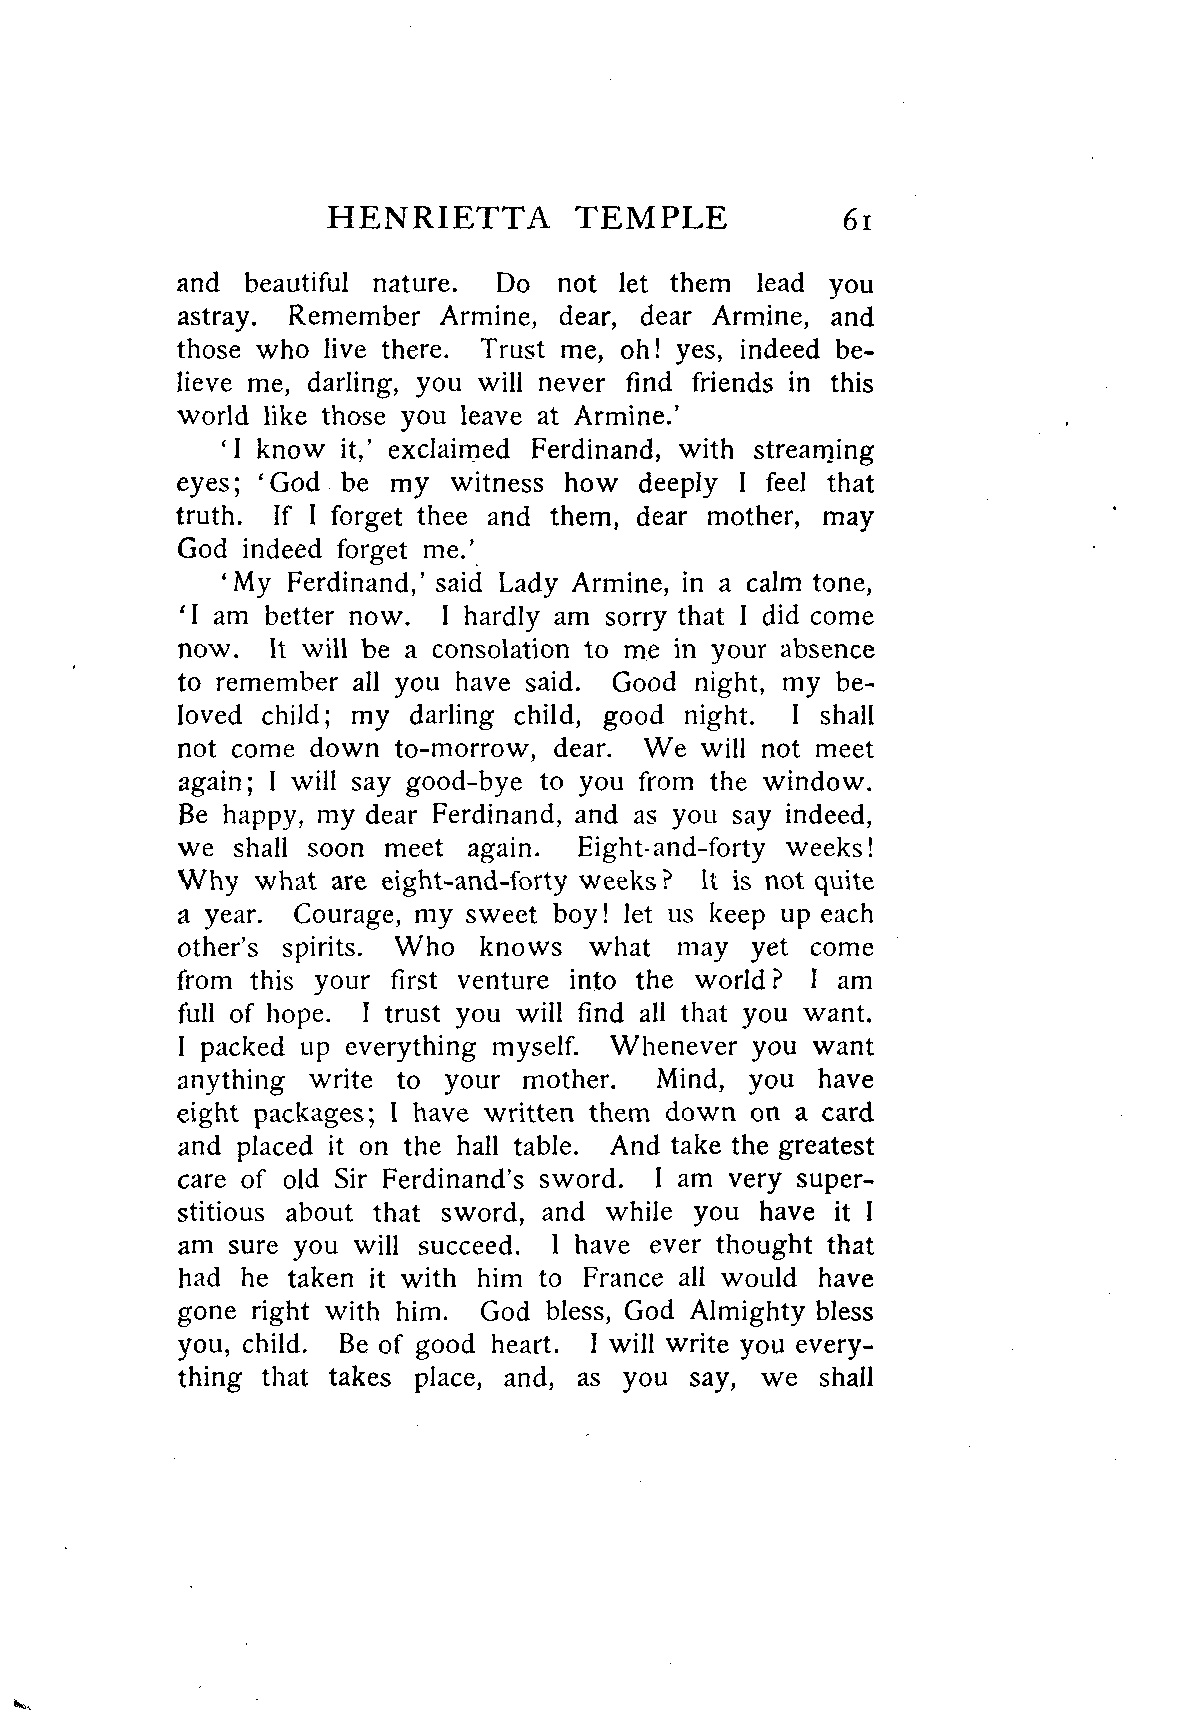 HENRIETTA TEMPLE 61
and beautiful nature. Do not let them lead you
astray. Remember Armine, dear, dear Armine, and
those who live there. Trust me, oh! yes, indeed be-
lieve me, darling, you will never find friends in this
world like those you leave at Armine.'
'I know it,' exclaimed Ferdinand, with streaming
eyes; 'God be my witness how deeply I feel that
truth. If I forget thee and them, dear mother, may
God indeed forget me.'
'My Ferdinand,' said Lady Armine, in a calm tone,
'I am better now. I hardly am sorry that I did come
now. It will be a consolation to me in your absence
to remember all you have said. Good night, my be-
loved child; my darling child, good night. I shall
not come down to-morrow, dear. We will not meet
again; I will say good-bye to you from the window.
Be happy, my dear Ferdinand, and as you say indeed,
we shall soon meet again. Eight-and-forty weeks!
Why what are eight-and-forty weeks? It is not quite
a year. Courage, my sweet boy! let us keep up each
other's spirits. Who knows what may yet come
from this your first venture into the world? I am
full of hope. I trust you will find all that you want.
I packed up everything myself. Whenever you want
anything write to your mother. Mind, you have
eight packages; I have written them down on a card
and placed it on the hall table. And take the greatest
care of old Sir Ferdinand's sword. I am very super-
stitious about that sword, and while you have it I
am sure you will succeed. I have ever thought that
had he taken it with him to France all would have
gone right with him. God bless, God Almighty bless
you, child. Be of good heart. I will write you every-
thing that takes place, and, as you say, we shall